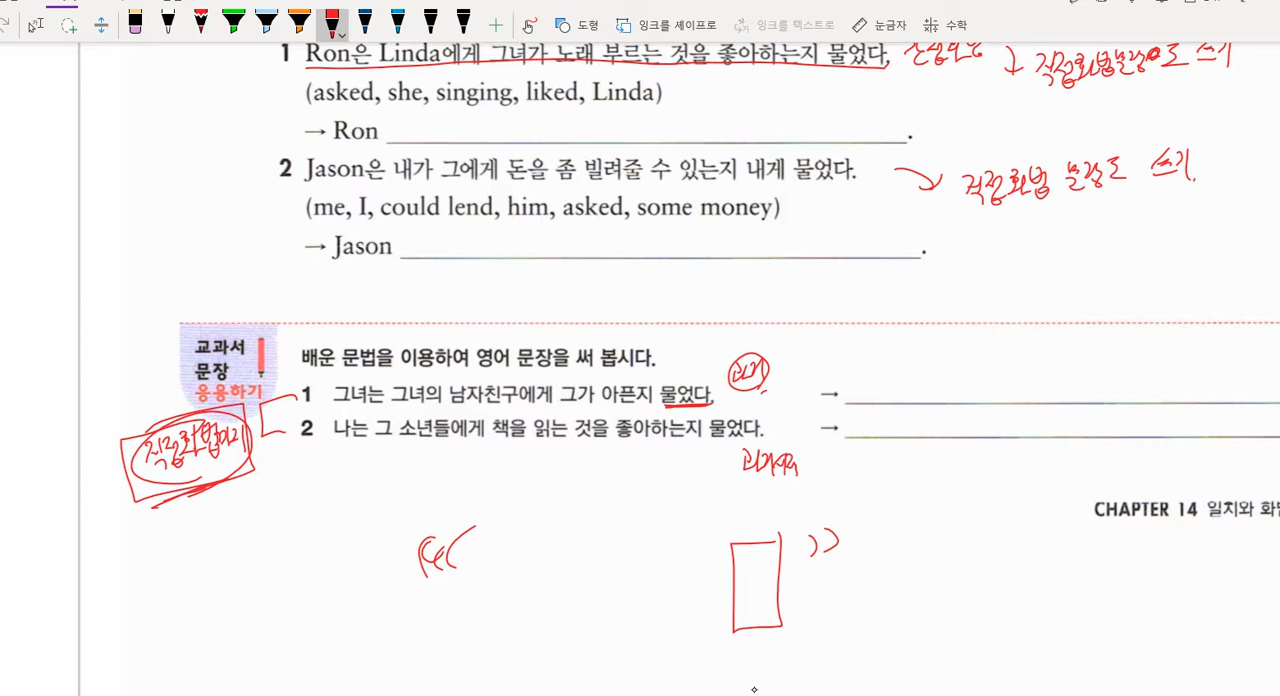 도형 잉크를 셰이프로 잉크를 텍스트로 눈금자 수학
1 Ron은 Linda에게 그녀가 노래 부르는 것을 좋아하는지 물었다.
→ 직접화법문장으로 쓰기
(asked, she, singing, liked, Linda)
→ Ron .
2 Jason은 내가 그에게 돈을 좀 빌려줄 수 있는지 내게 물었다.
→ 직접화법 문장도 쓰기.
(me, I, could lend, him, asked, some money)
→ Jason .
교과서
문장
응용하기
배운 문법을 이용하여 영어 문장을 써 봅시다.
과거
1 그녀는 그녀의 남자친구에게 그가 아픈지 물었다. →
2 나는 그 소년들에게 책을 읽는 것을 좋아하는지 물었다. →
직접화법
CHAPTER 14 일치와 화